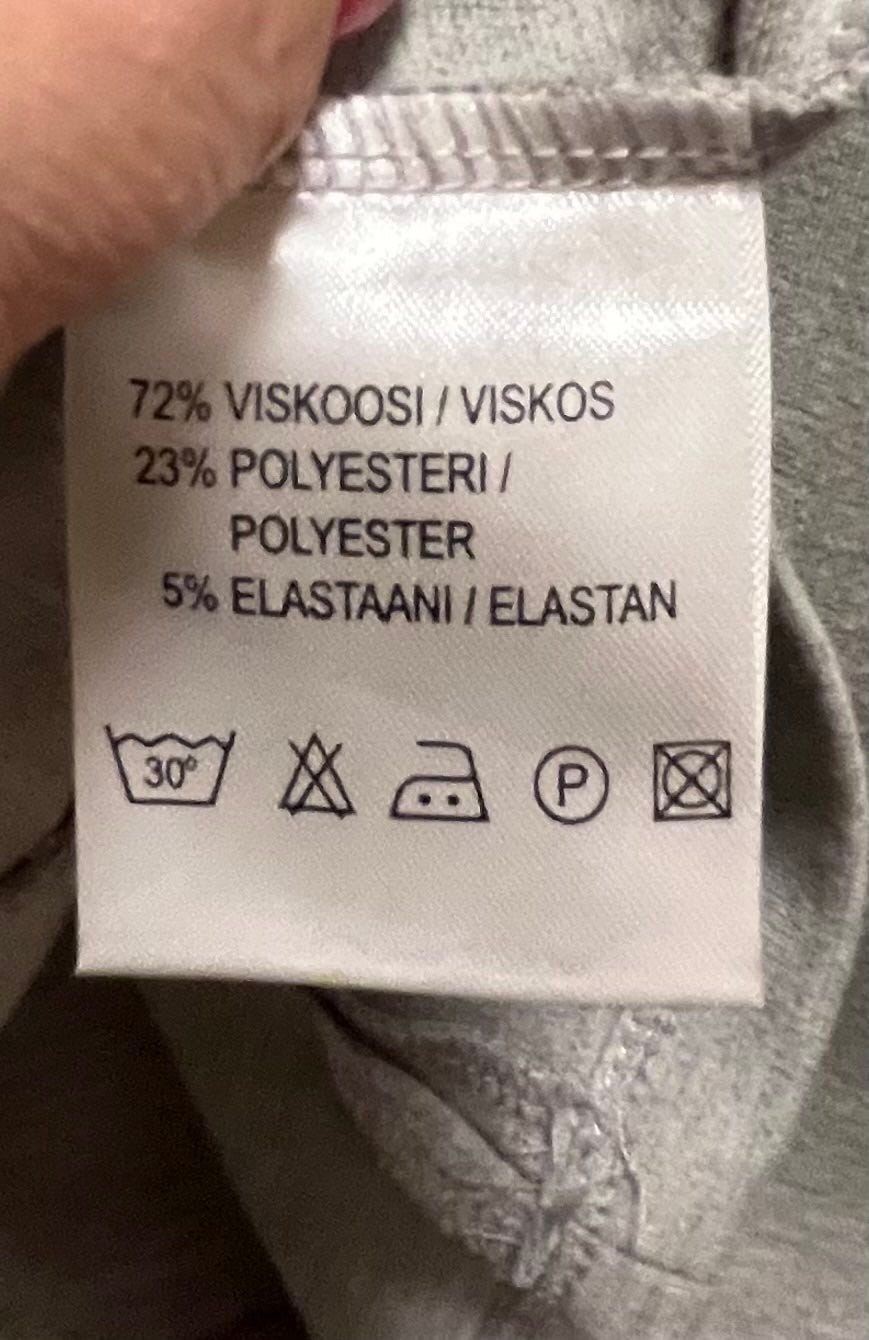 72% VISKOOSI / VISKOS
23% POLYESTERI /
POLYESTER
5% ELASTAANI / ELASTAN
30° P